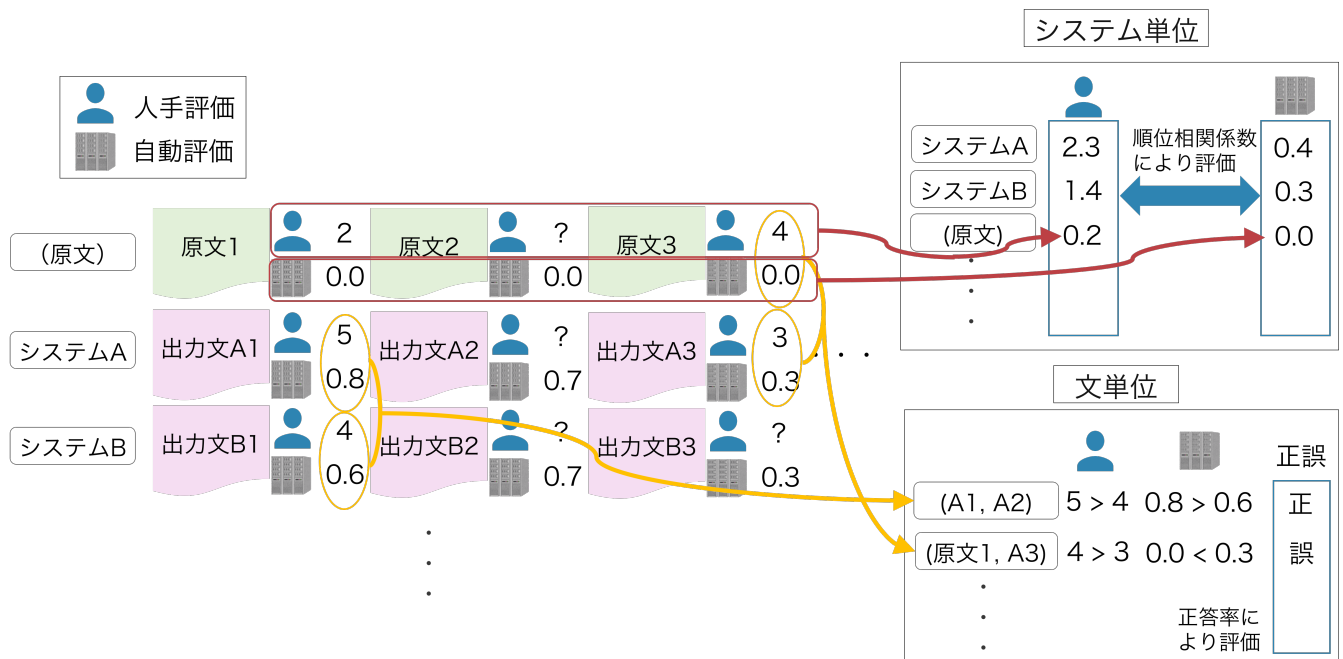 システム単位
人手評価
自動評価
システムA 2.3 順位相関係数 0.4
により評価
システムB 1.4 0.3
(原文) 0.2 0.0
・
・
・
(原文) 原文1 2 原文2 ? 原文3 4
0.0 0.0 0.0
システムA 出力文A1 5 出力文A2 ? 出力文A3 3 ・・・
0.8 0.7 0.3
システムB 出力文B1 4 出力文B2 ? 出力文B3 ?
0.6 0.7 0.3
・
・
・
文単位
正誤
(A1, A2) 5 > 4 0.8 > 0.6 正
(原文1, A3) 4 > 3 0.0 < 0.3 誤
・
・
・
正答率に
より評価